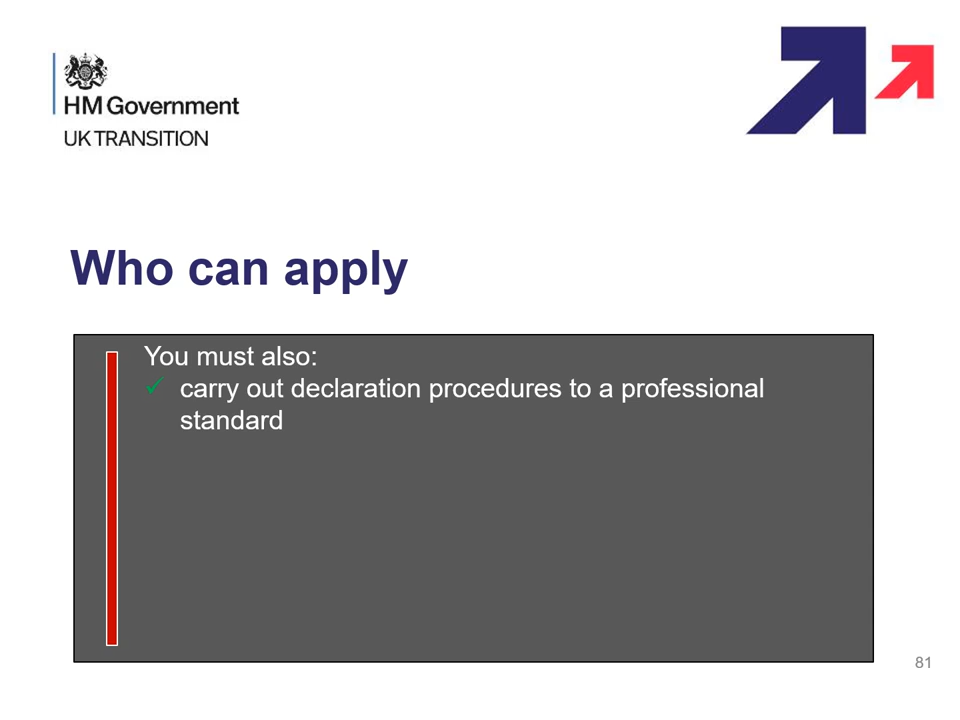 HM Government
UK TRANSITION
Who can apply
You must also:
✓ carry out declaration procedures to a professional
standard
81